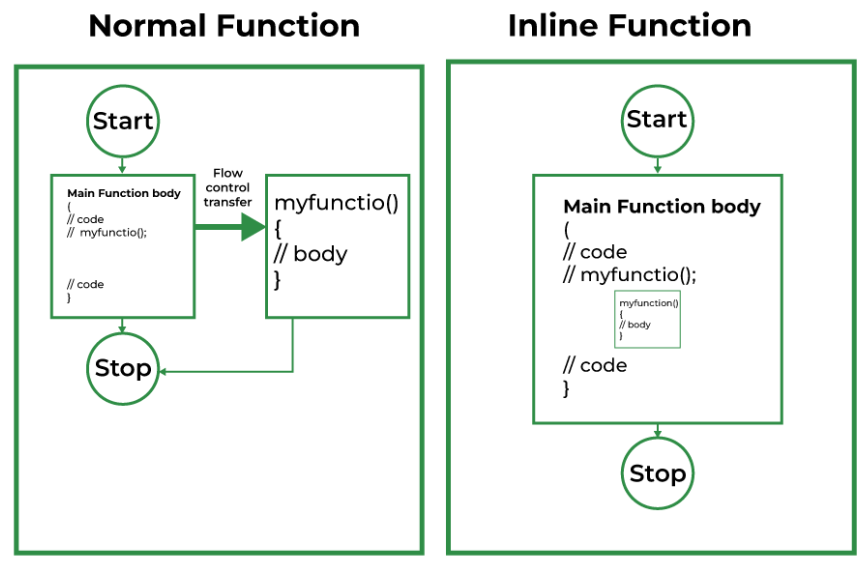 Normal Function
Start
Main Function body
{
// code
// myfunctio();
// code
}
Flow
control
transfer
myfunctio()
{
// body
}
Stop
Inline Function
Start
Main Function body
(
// code
// myfunctio();
myfunction()
{
// body
}
// code
}
Stop